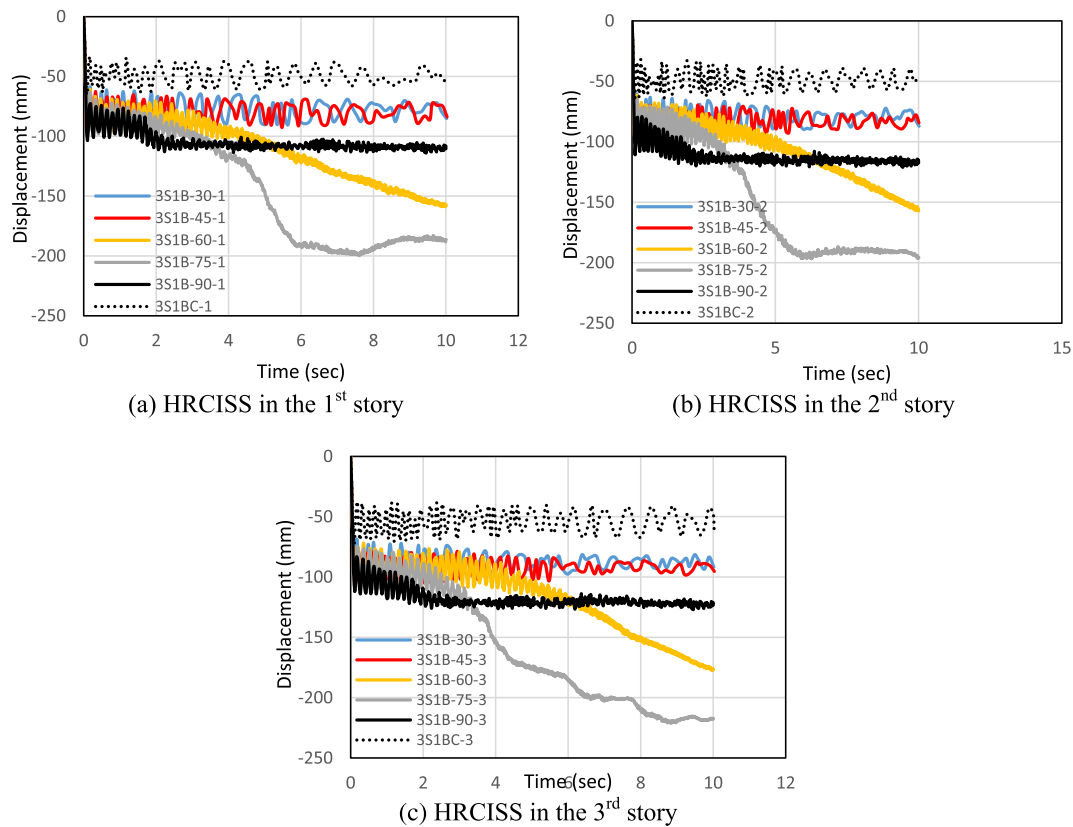 0
-50
-100
-150
-200
-250
Displacement (mm)
3S1B-30-1
3S1B-45-1
3S1B-60-1
3S1B-75-1
3S1B-90-1
3S1BC-1
0 2 4 6 8 10 12
Time (sec)
(a) HRCISS in the 1st story
0
-50
-100
-150
-200
-250
Displacement (mm)
3S1B-30-2
3S1B-45-2
3S1B-60-2
3S1B-75-2
3S1B-90-2
3S1BC-2
0 5 10 15
Time (sec)
(b) HRCISS in the 2nd story
0
-50
-100
-150
-200
-250
Displacement (mm)
3S1B-30-3
3S1B-45-3
3S1B-60-3
3S1B-75-3
3S1B-90-3
3S1BC-3
0 2 4 6 8 10 12
Time (sec)
(c) HRCISS in the 3rd story